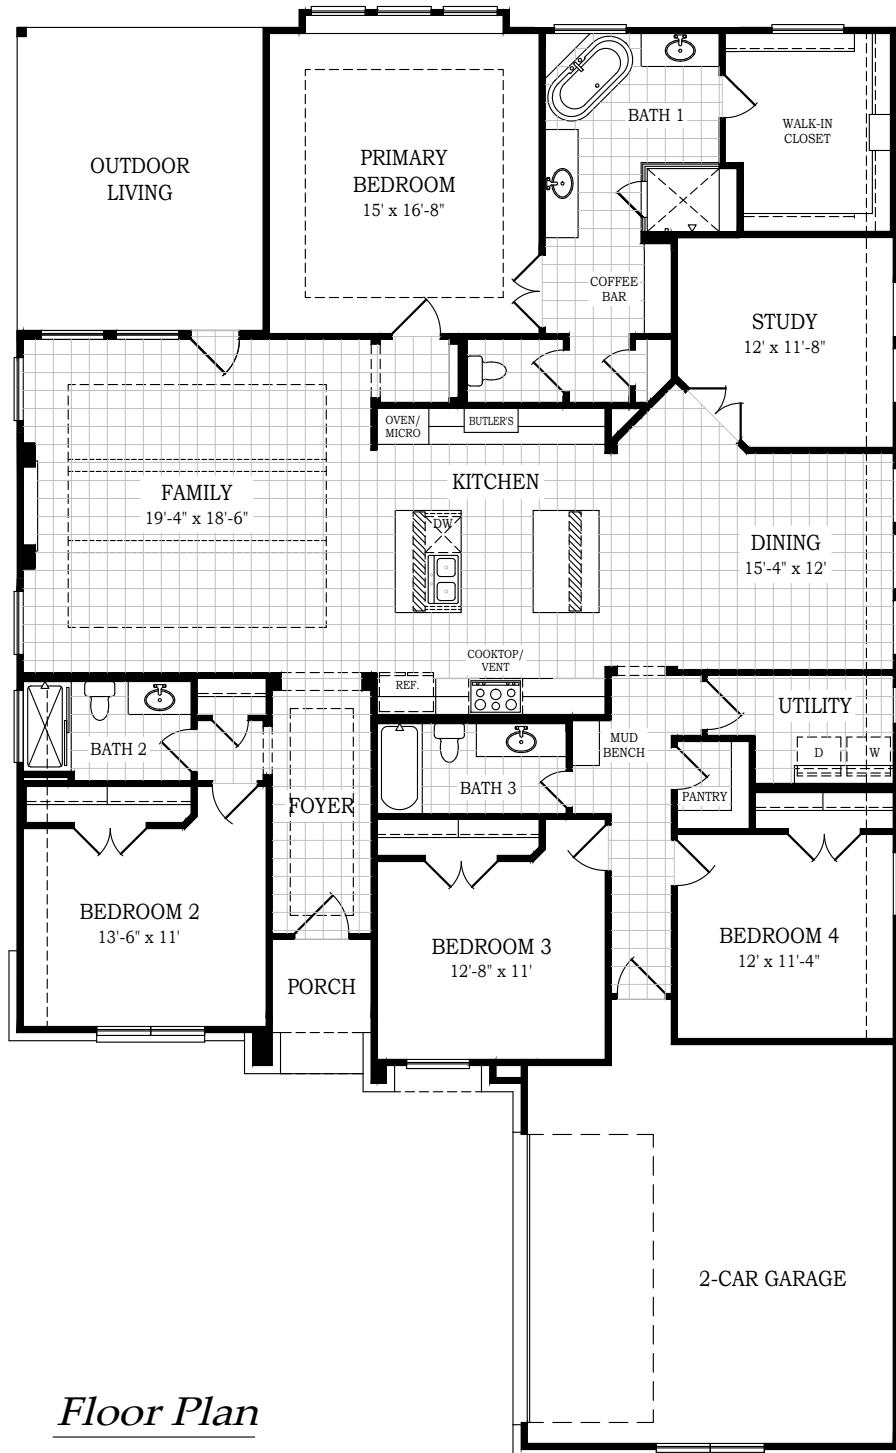 OUTDOOR
LIVING
PRIMARY
BEDROOM
15' x 16'-8"
BATH 1
WALK-IN
CLOSET
COFFEE
BAR
STUDY
12' x 11'-8"
OVEN/
MICRO
BUTLER'S
FAMILY
19'-4" x 18'-6"
KITCHEN
DW
DINING
15'-4" x 12'
COOKTOP/
VENT
REF.
UTILITY
D
W
BATH 2
MUD
BENCH
BATH 3
PANTRY
FOYER
BEDROOM 2
13'-6" x 11'
BEDROOM 3
12'-8" x 11'
BEDROOM 4
12' x 11'-4"
PORCH
2-CAR GARAGE
Floor Plan